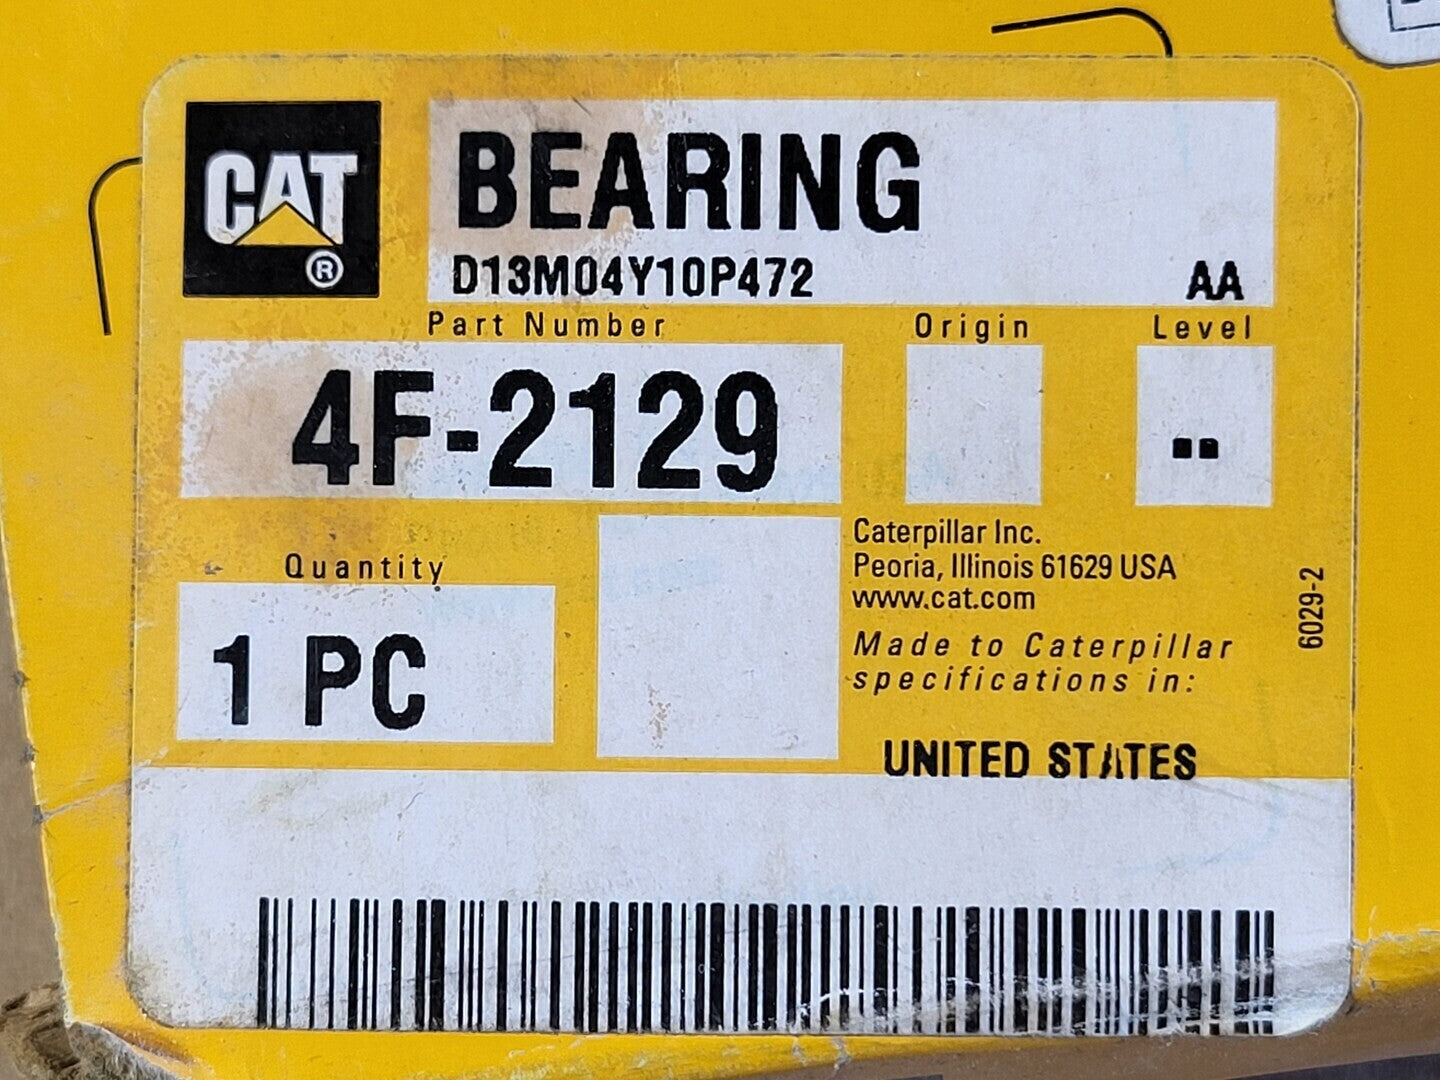 CAT
®
BEARING
D13M04Y10P472 AA
Part Number Origin Level
4F-2129 ..
Quantity
1 PC
Caterpillar Inc.
Peoria, Illinois 61629 USA
www.cat.com
Made to Caterpillar
specifications in:
UNITED STATES
6029-2